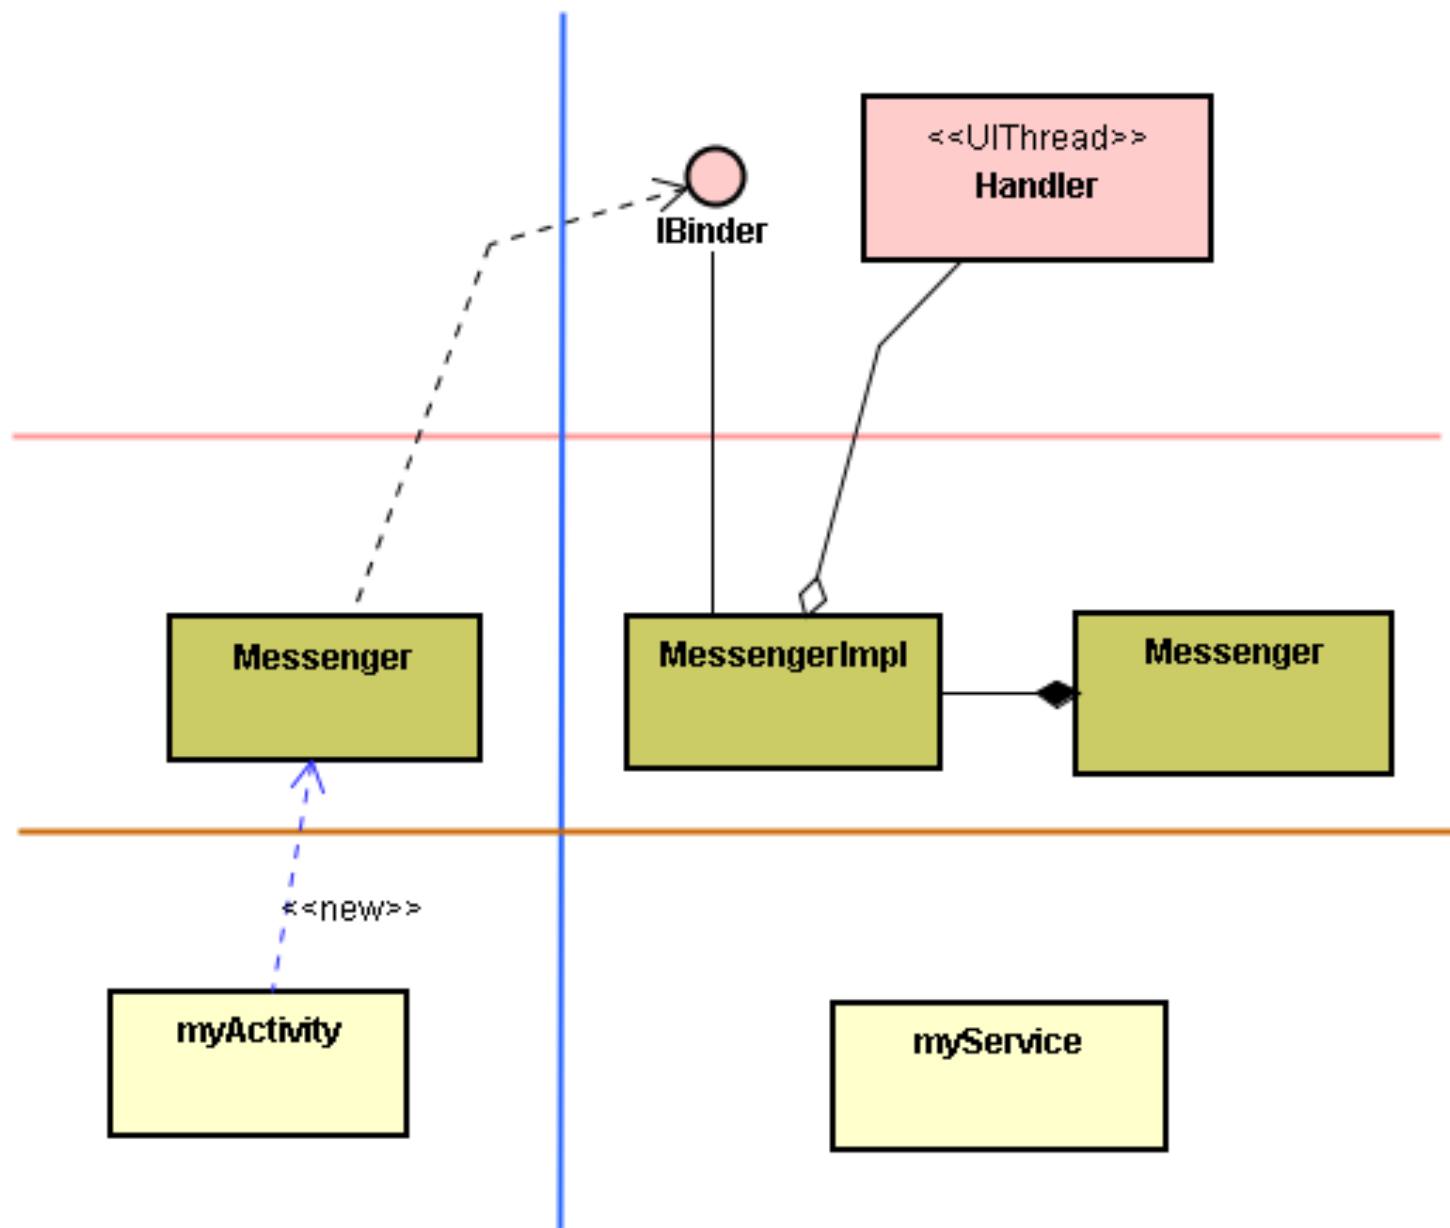 <<UIThread>>
Handler
IBinder
Messenger
MessengerImpl
Messenger
<<new>>
myActivity
myService